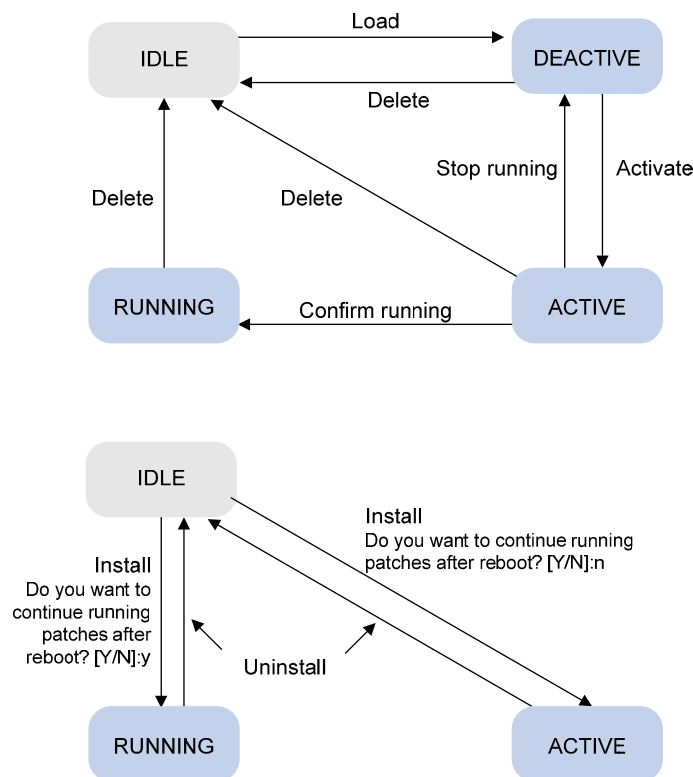 Load
IDLE
DEACTIVE
Delete
Stop running
Activate
Delete
Delete
RUNNING
Confirm running
ACTIVE
IDLE
Install
Do you want to continue running
patches after reboot? [Y/N]:n
Install
Do you want to
continue running
patches after
reboot? [Y/N]:y
Uninstall
RUNNING
ACTIVE